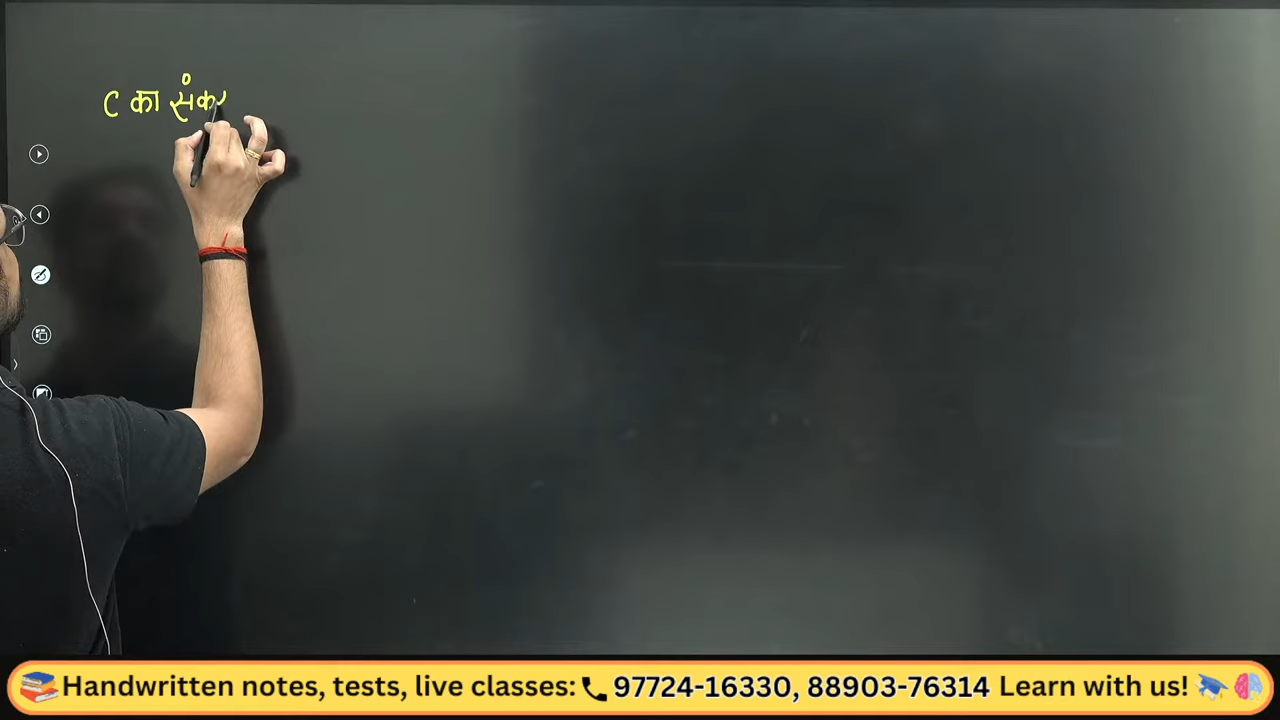 C का संक
Handwritten notes, tests, live classes: 97724-16330, 88903-76314 Learn with us!